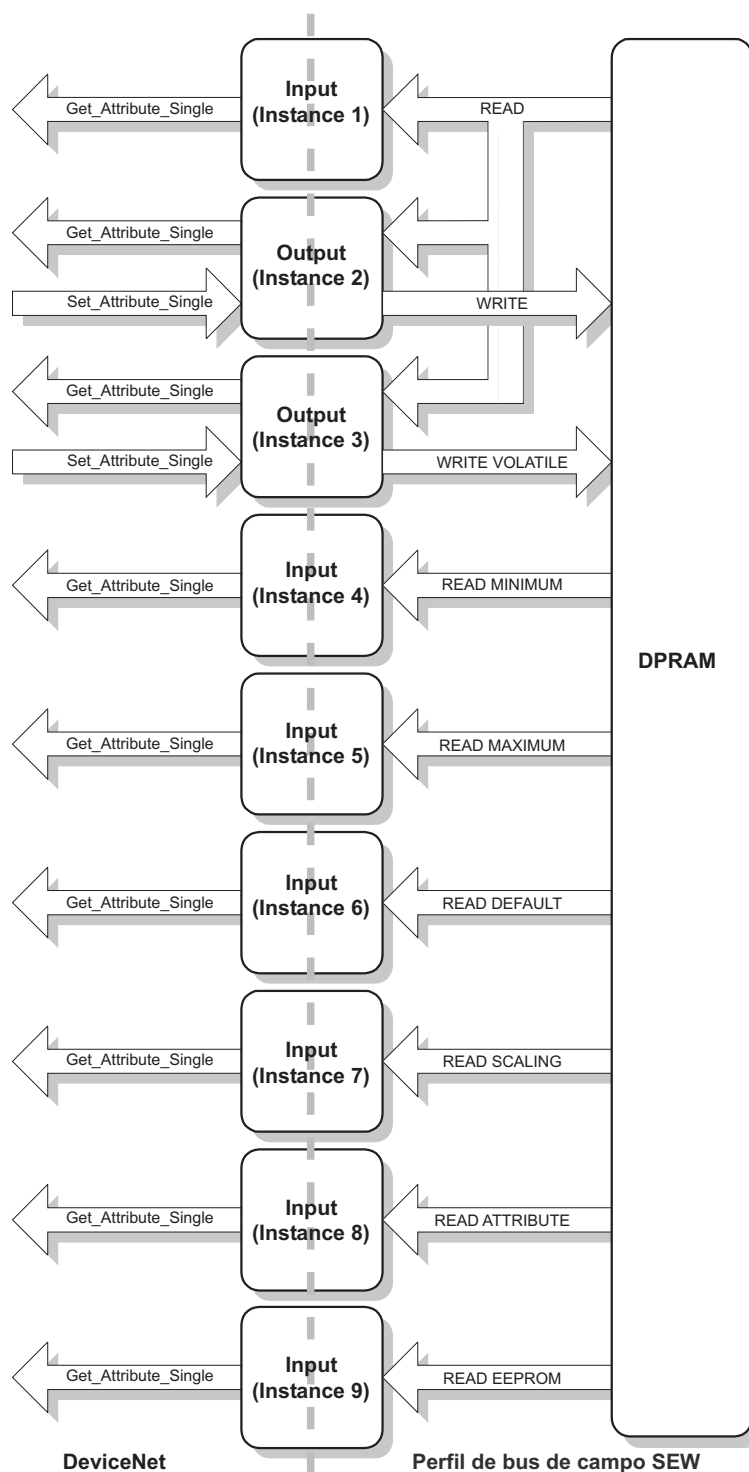 Input
(Instance 1)
Get_Attribute_Single
READ
Get_Attribute_Single
Output
(Instance 2)
Set_Attribute_Single
WRITE
Get_Attribute_Single
Output
(Instance 3)
Set_Attribute_Single
WRITE VOLATILE
Input
(Instance 4)
Get_Attribute_Single
READ MINIMUM
DPRAM
Input
(Instance 5)
Get_Attribute_Single
READ MAXIMUM
Input
(Instance 6)
Get_Attribute_Single
READ DEFAULT
Input
(Instance 7)
Get_Attribute_Single
READ SCALING
Input
(Instance 8)
Get_Attribute_Single
READ ATTRIBUTE
Input
(Instance 9)
Get_Attribute_Single
READ EEPROM
DeviceNet
Perfil de bus de campo SEW